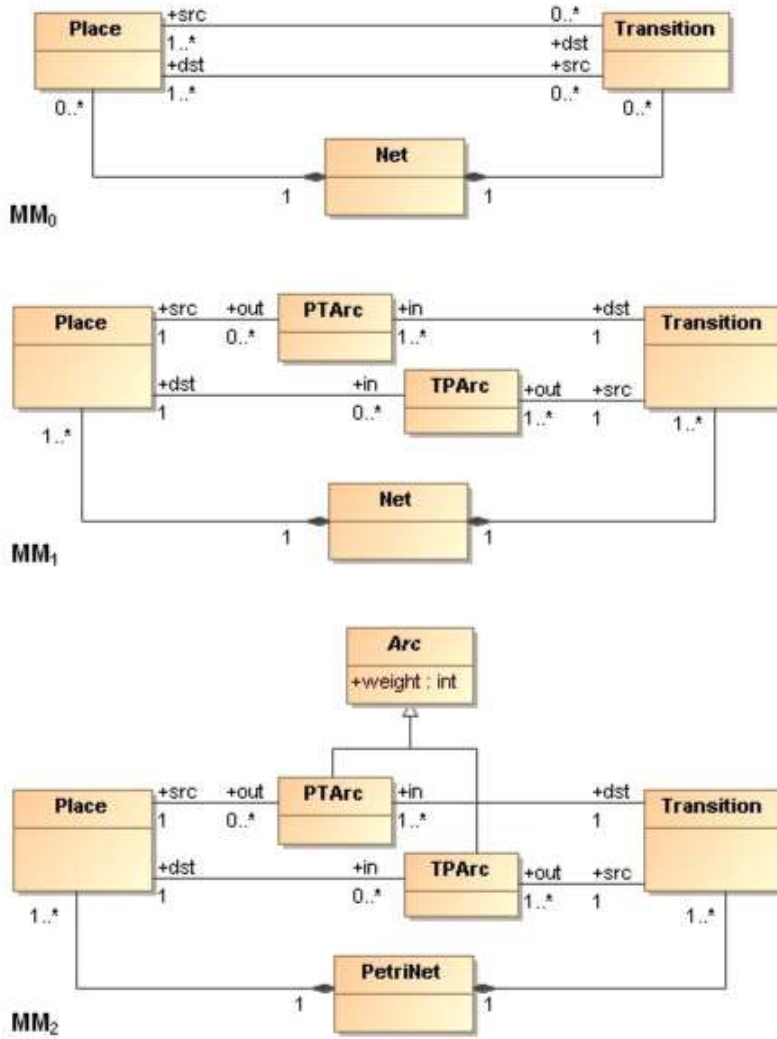 +src 0..*
Place Transition
1..* +dst
+dst +src
1..* 0..*
0..* 0..*
Net
1 1
MM0
+src +out PTArc +in +dst
Place Transition
1 0..* 1..* 1
+dst +in TPArc +out +src
1 0..* 1..* 1
1..* 1..*
Net
1 1
MM1
Arc
+weight : int
+src +out PTArc +in +dst
Place Transition
1 0..* 1..* 1
+dst +in TPArc +out +src
1 0..* 1..* 1
1..* 1..*
PetriNet
1 1
MM2